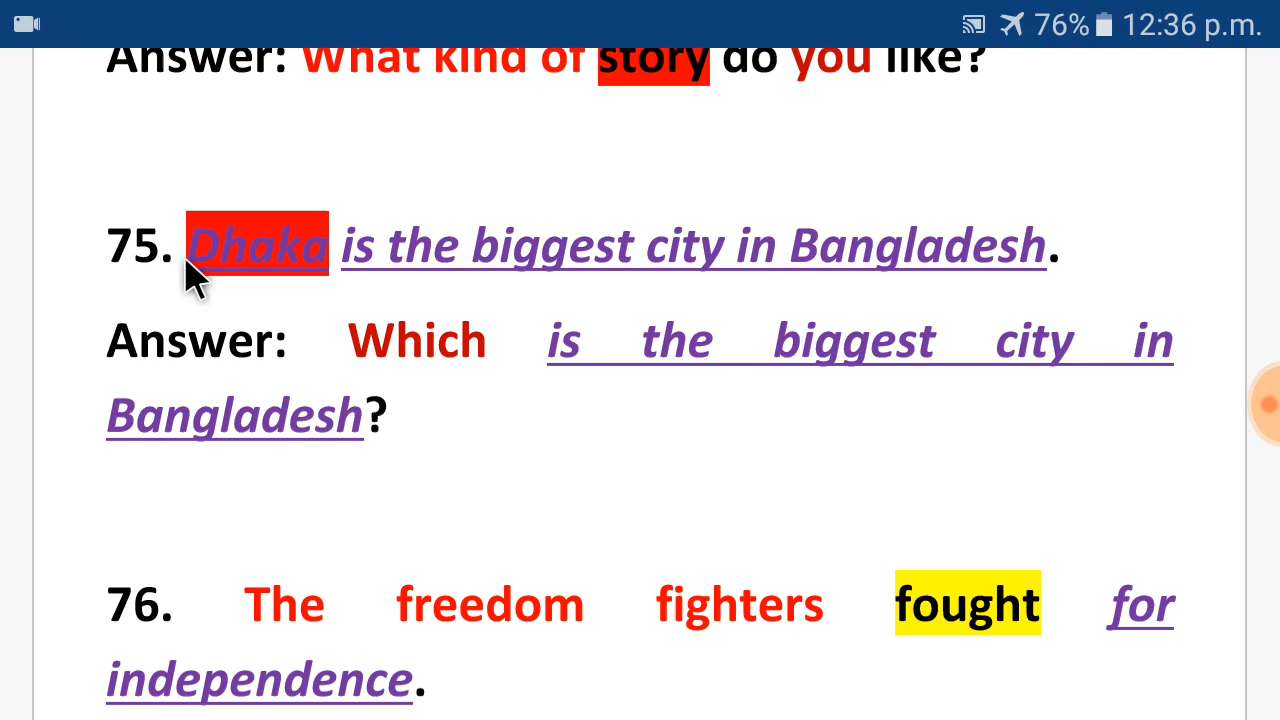 76% 12:36 p.m.
Answer: What kind of story do you like?
75. Dhaka is the biggest city in Bangladesh.
Answer: Which is the biggest city in
Bangladesh?
76. The freedom fighters fought for
independence.